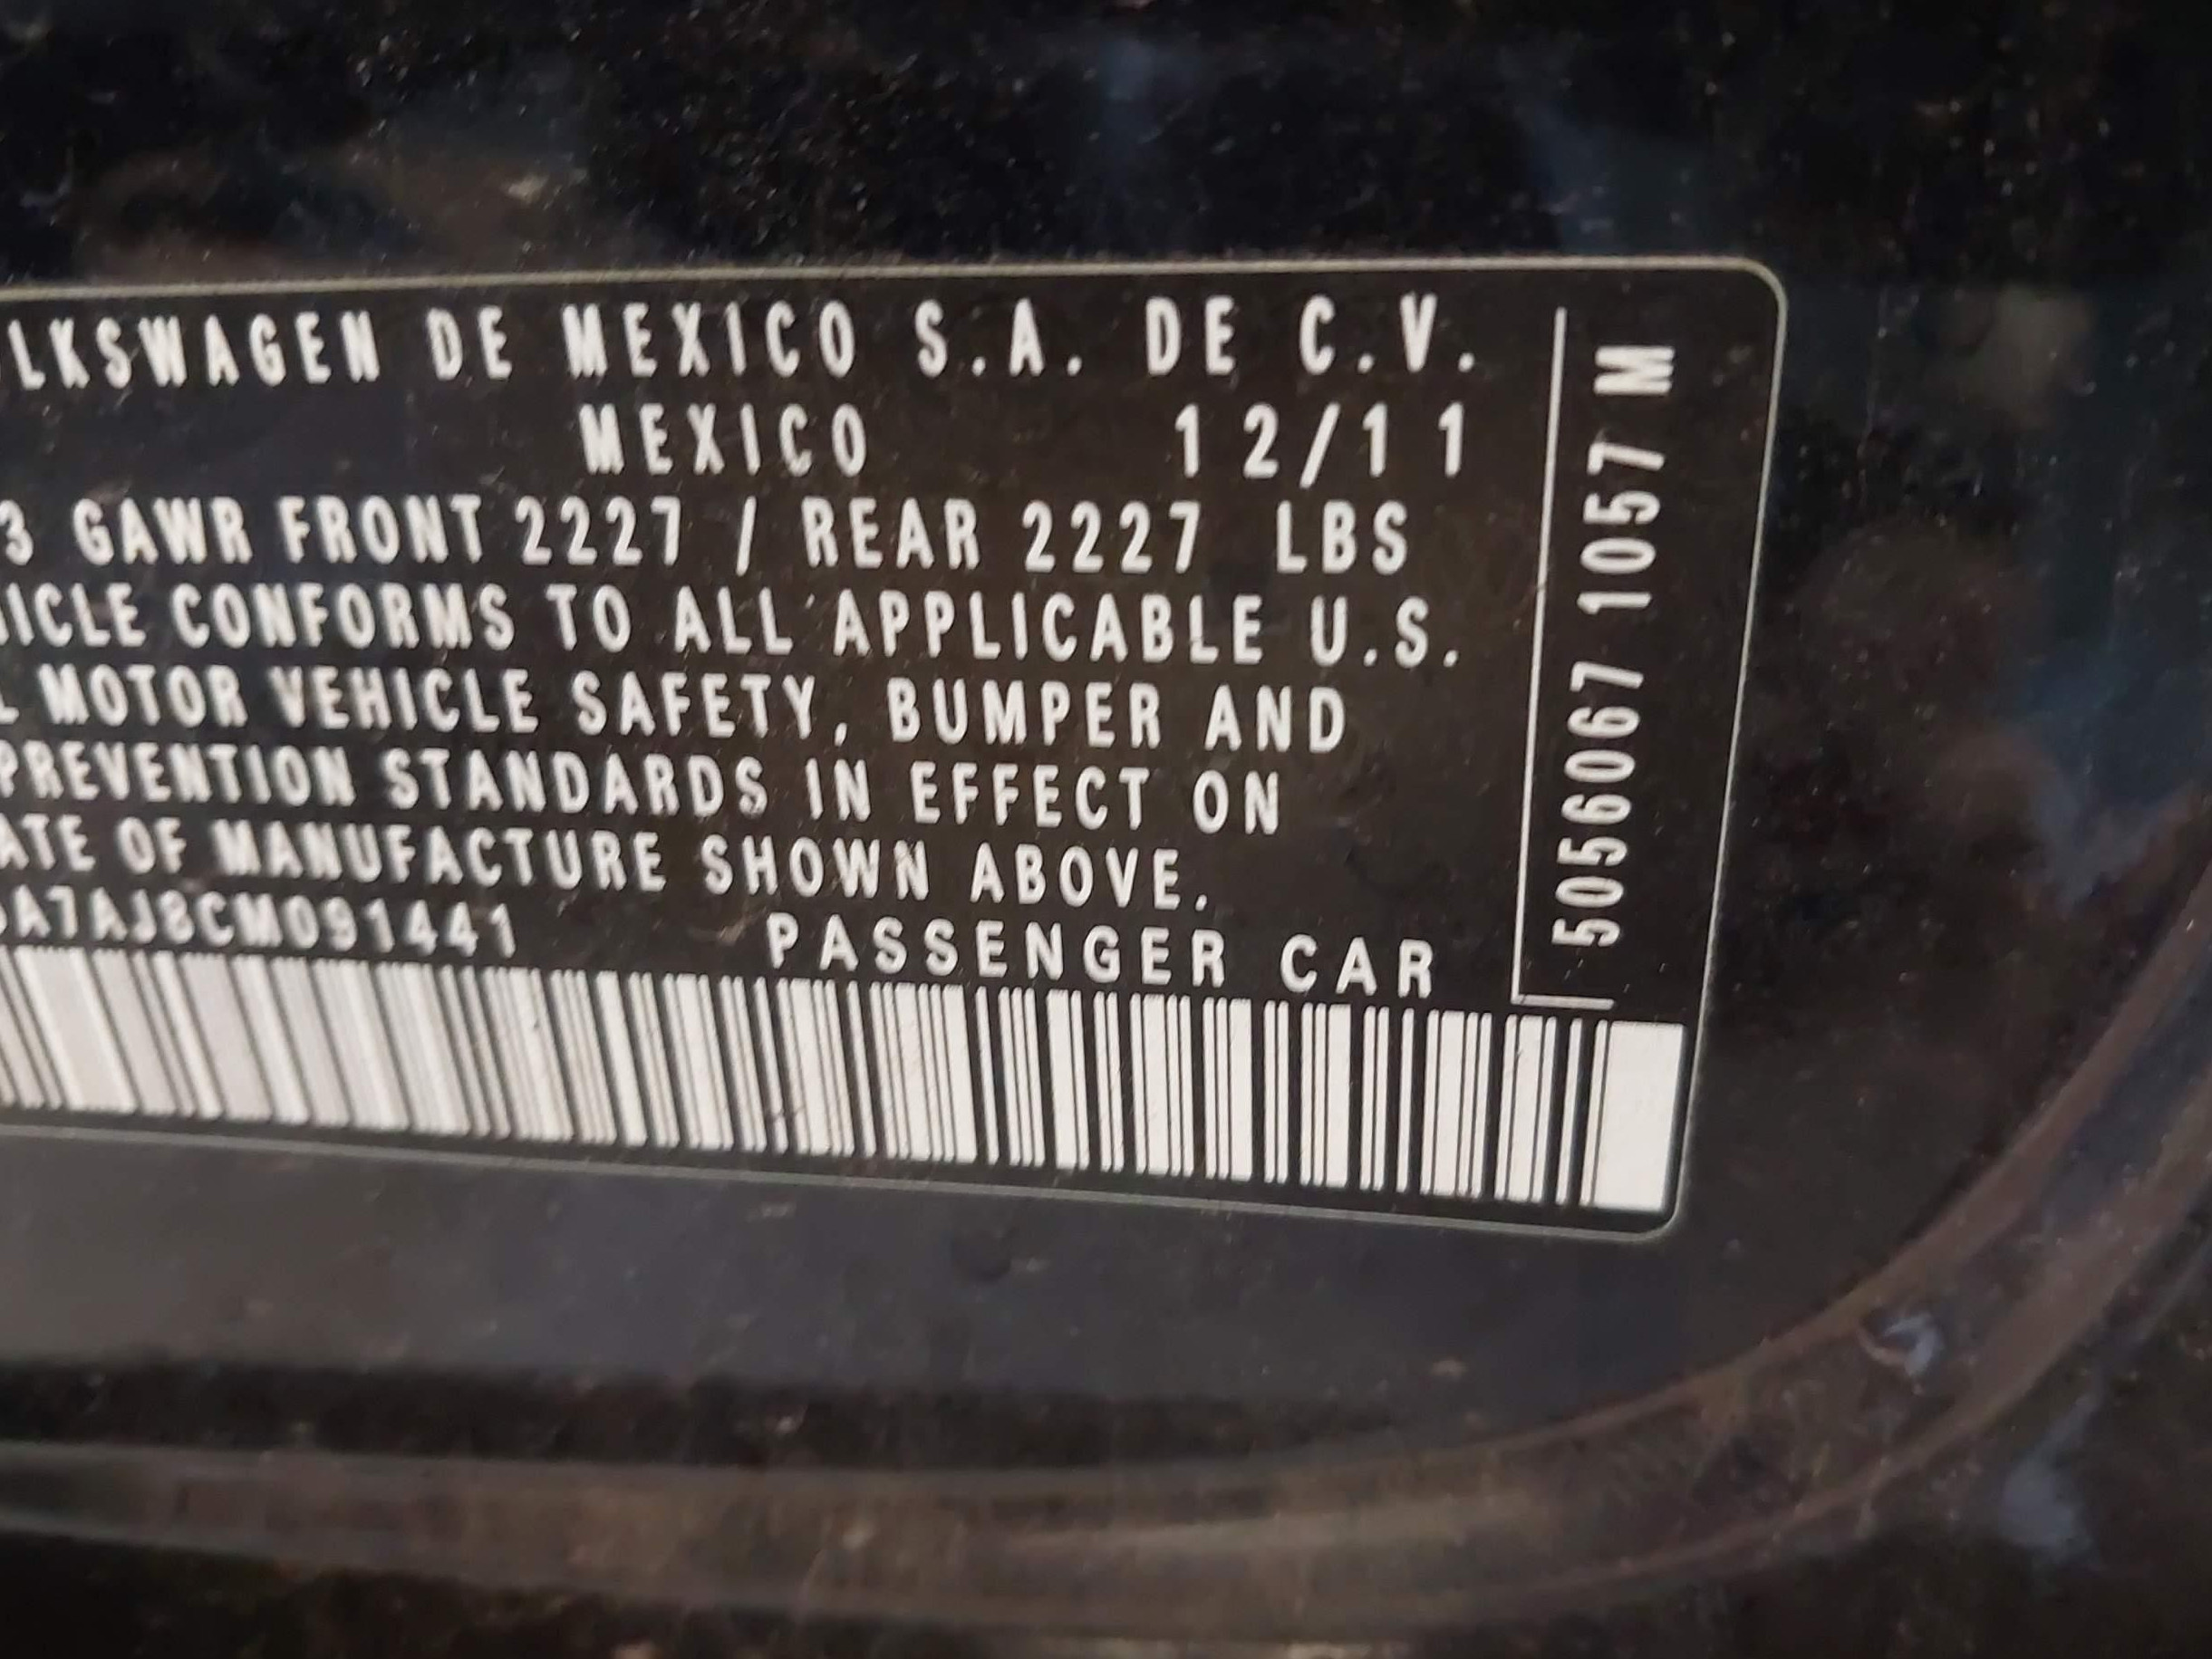 LKSWAGEN DE MEXICO S.A. DE C.V.
MEXICO 12/11
3 GAWR FRONT 2227 / REAR 2227 LBS
ICLE CONFORMS TO ALL APPLICABLE U.S.
L MOTOR VEHICLE SAFETY, BUMPER AND
PREVENTION STANDARDS IN EFFECT ON
ATE OF MANUFACTURE SHOWN ABOVE.
A7AJ8CM091441 PASSENGER CAR
5056067 1057 M